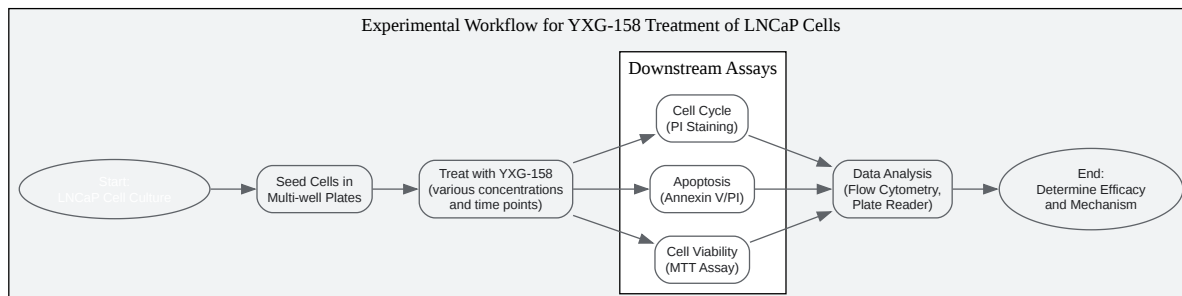 Experimental Workflow for YXG-158 Treatment of LNCaP Cells
Downstream Assays
Start:
LNCaP Cell Culture
Seed Cells in
Multi-well Plates
Treat with YXG-158
(various concentrations
and time points)
Cell Cycle
(PI Staining)
Apoptosis
(Annexin V/PI)
Cell Viability
(MTT Assay)
Data Analysis
(Flow Cytometry,
Plate Reader)
End:
Determine Efficacy
and Mechanism